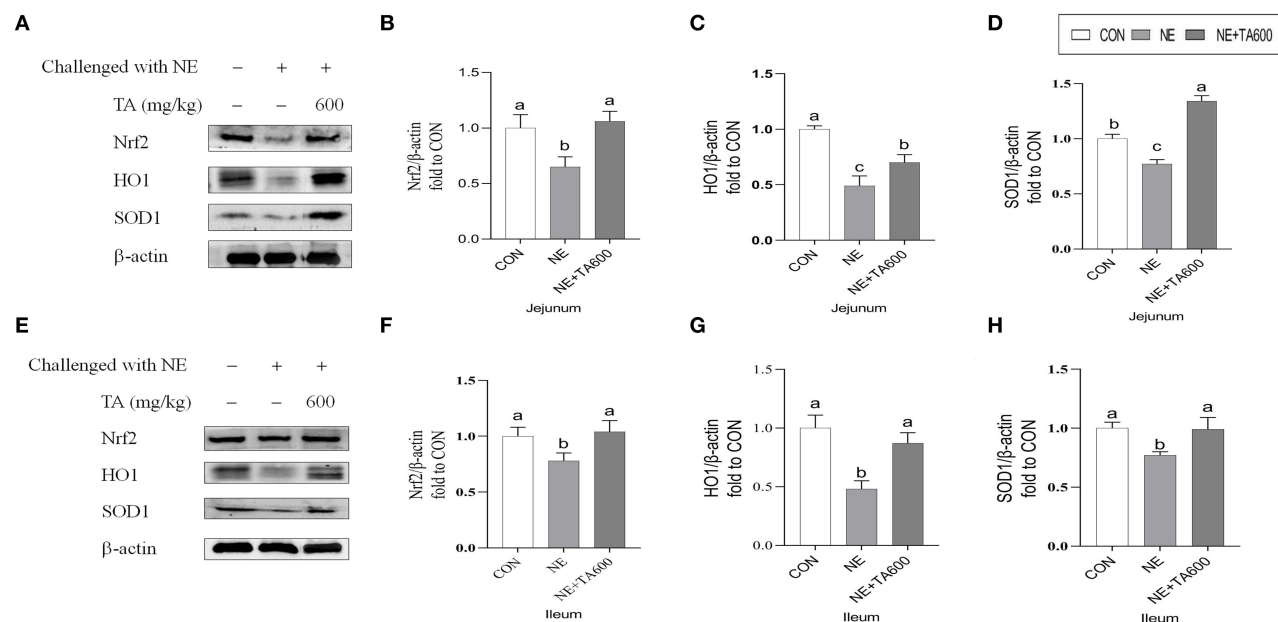 A
Challenged with NE − + +
TA (mg/kg) − − 600
Nrf2
HO1
SOD1
β-actin
B
Nrf2/β-actin
fold to CON
1.5
1.0
0.5
0.0
a
b
a
CON
NE
NE+TA600
Jejunum
C
HO1/β-actin
fold to CON
1.5
1.0
0.5
0.0
a
c
b
CON
NE
NE+TA600
Jejunum
D
CON NE NE+TA600
SOD1/β-actin
fold to CON
1.5
1.0
0.5
0.0
b
c
a
CON
NE
NE+TA600
Jejunum
E
Challenged with NE − + +
TA (mg/kg) − − 600
Nrf2
HO1
SOD1
β-actin
F
Nrf2/β-actin
fold to CON
1.5
1.0
0.5
0.0
a
b
a
CON
NE
NE+TA600
Ileum
G
HO1/β-actin
fold to CON
1.5
1.0
0.5
0.0
a
b
a
CON
NE
NE+TA600
Ileum
H
SOD1/β-actin
fold to CON
1.5
1.0
0.5
0.0
a
b
a
CON
NE
NE+TA600
Ileum